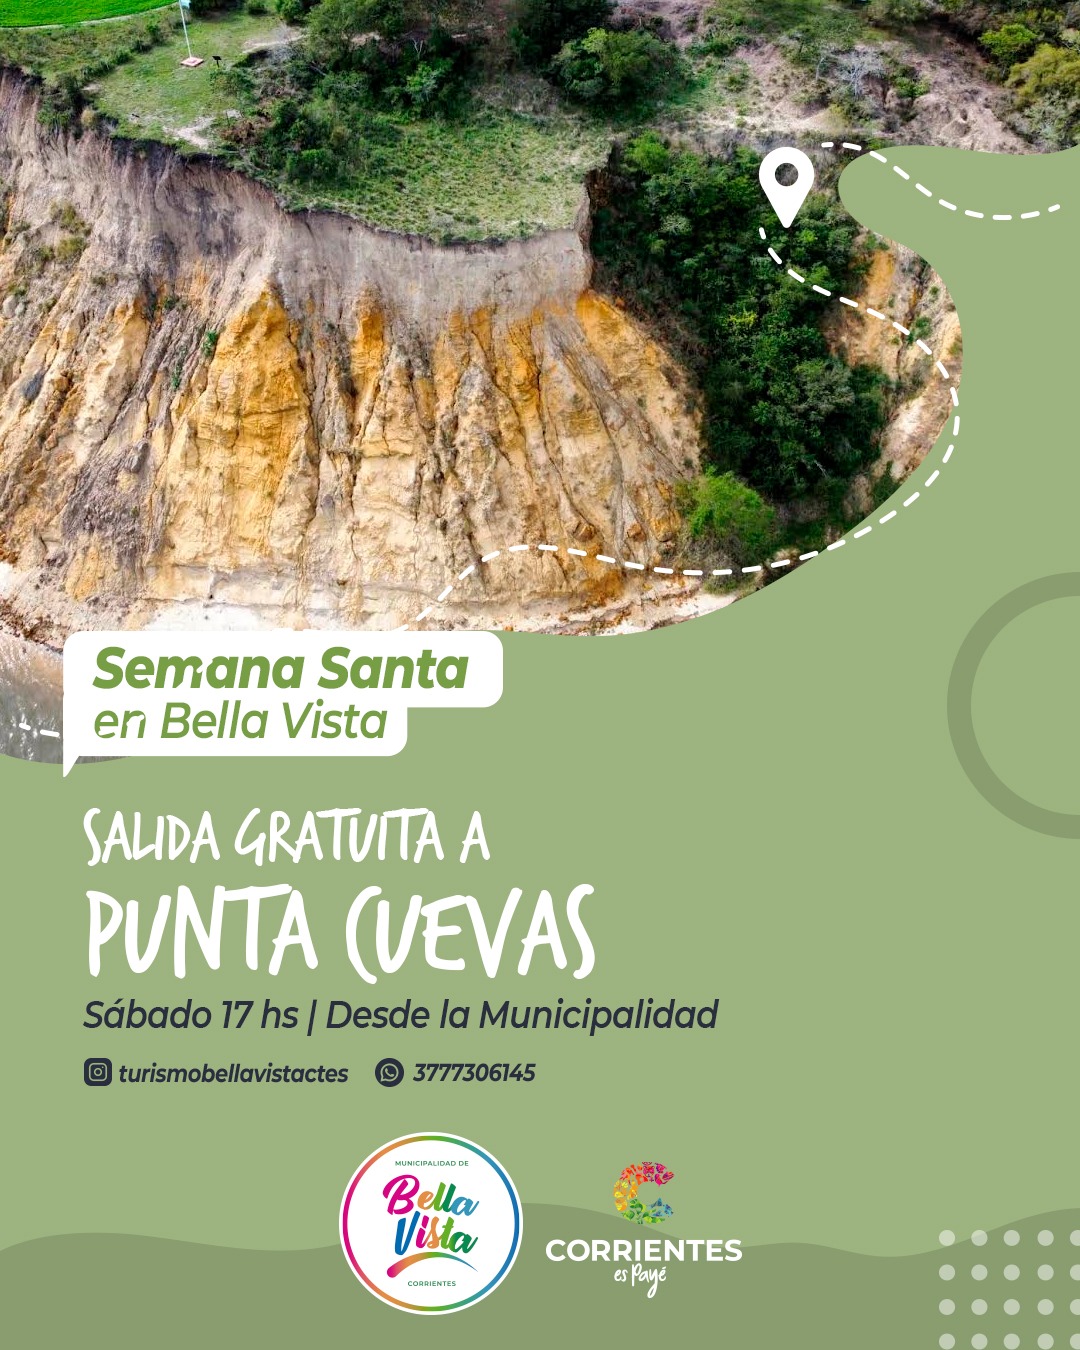 Semana Santa
en Bella Vista
SALIDA GRATUITA A
PUNTA CUEVAS
Sábado 17 hs | Desde la Municipalidad
turismobellavistactes 3777306145
MUNICIPALIDAD DE
Bella
Vista
CORRIENTES
CORRIENTES
es Payé